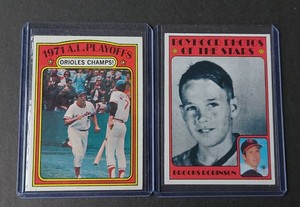 1971 A.L. PLAYOFFS
ORIOLES CHAMPS!
BOYHOOD PHOTOS
OF THE STARS
BROOKS ROBINSON